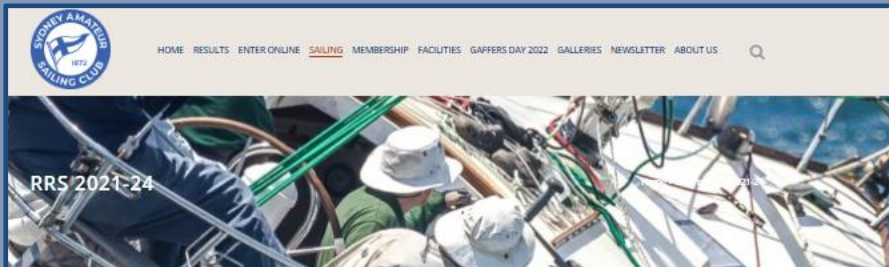 SYDNEY AMATEUR
1872
SAILING CLUB
HOME RESULTS ENTER ONLINE SAILING MEMBERSHIP FACILITIES GAFFERS DAY 2022 GALLERIES NEWSLETTER ABOUT US
RRS 2021-24